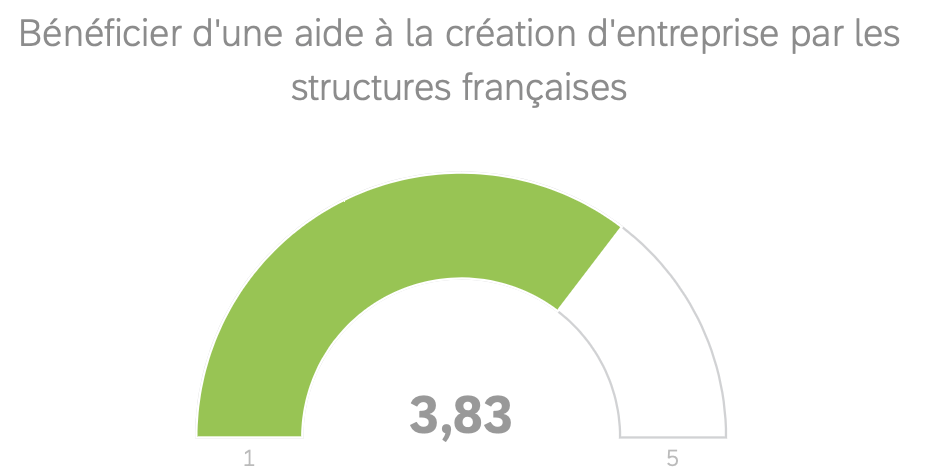 Bénéficier d'une aide à la création d'entreprise par les
structures françaises
3,83
1
5